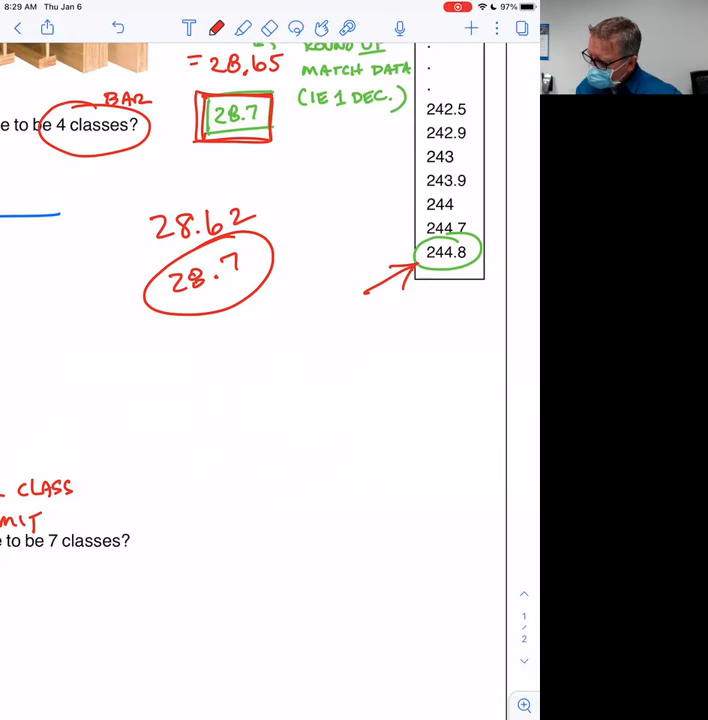 8:29 AM Thu Jan 6
97%
= 28.65
ROUND UP
MATCH DATA
(IE 1 DEC.)
28.7
BAR
e to be 4 classes?
242.5
242.9
243
243.9
244
244.7
244.8
28.62
28.7
CLASS
MIT
e to be 7 classes?
1
/
2